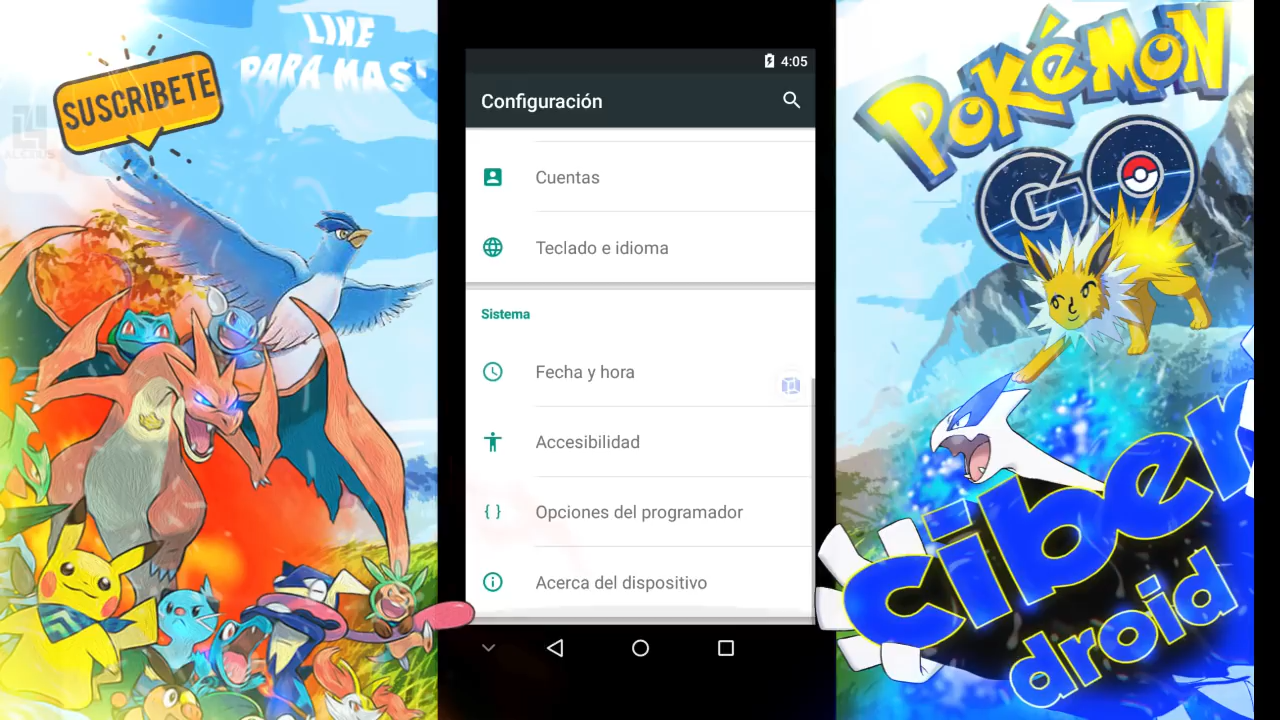 LIKE
PARA MAS
SUSCRIBETE
4:05
Configuración
Cuentas
Teclado e idioma
Sistema
Fecha y hora
Accesibilidad
Opciones del programador
Acerca del dispositivo
POKéMON
GO
ciber
droid